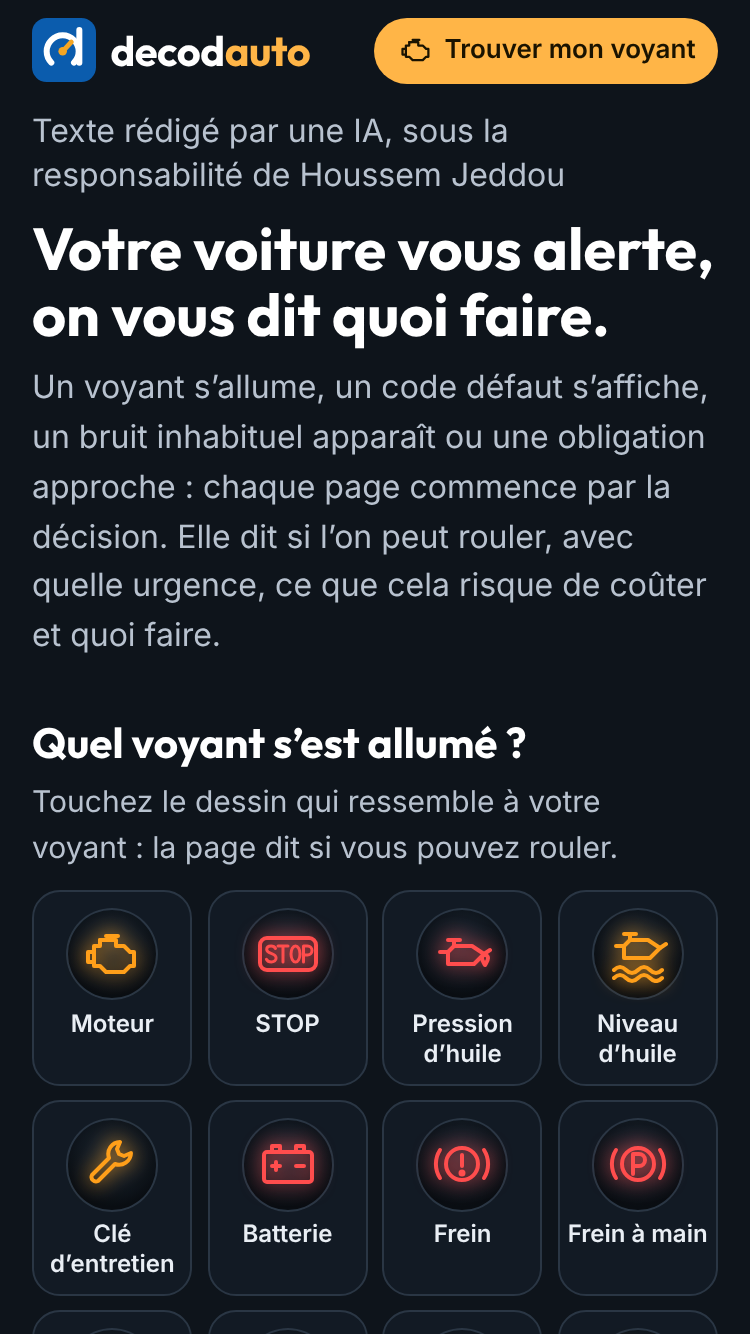 decodauto
Trouver mon voyant
Texte rédigé par une IA, sous la
responsabilité de Houssem Jeddou
Votre voiture vous alerte,
on vous dit quoi faire.
Un voyant s’allume, un code défaut s’affiche,
un bruit inhabituel apparaît ou une obligation
approche : chaque page commence par la
décision. Elle dit si l’on peut rouler, avec
quelle urgence, ce que cela risque de coûter
et quoi faire.
Quel voyant s’est allumé ?
Touchez le dessin qui ressemble à votre
voyant : la page dit si vous pouvez rouler.
STOP
Moteur
STOP
Pression
d’huile
Niveau
d’huile
P
Clé
d’entretien
Batterie
Frein
Frein à main